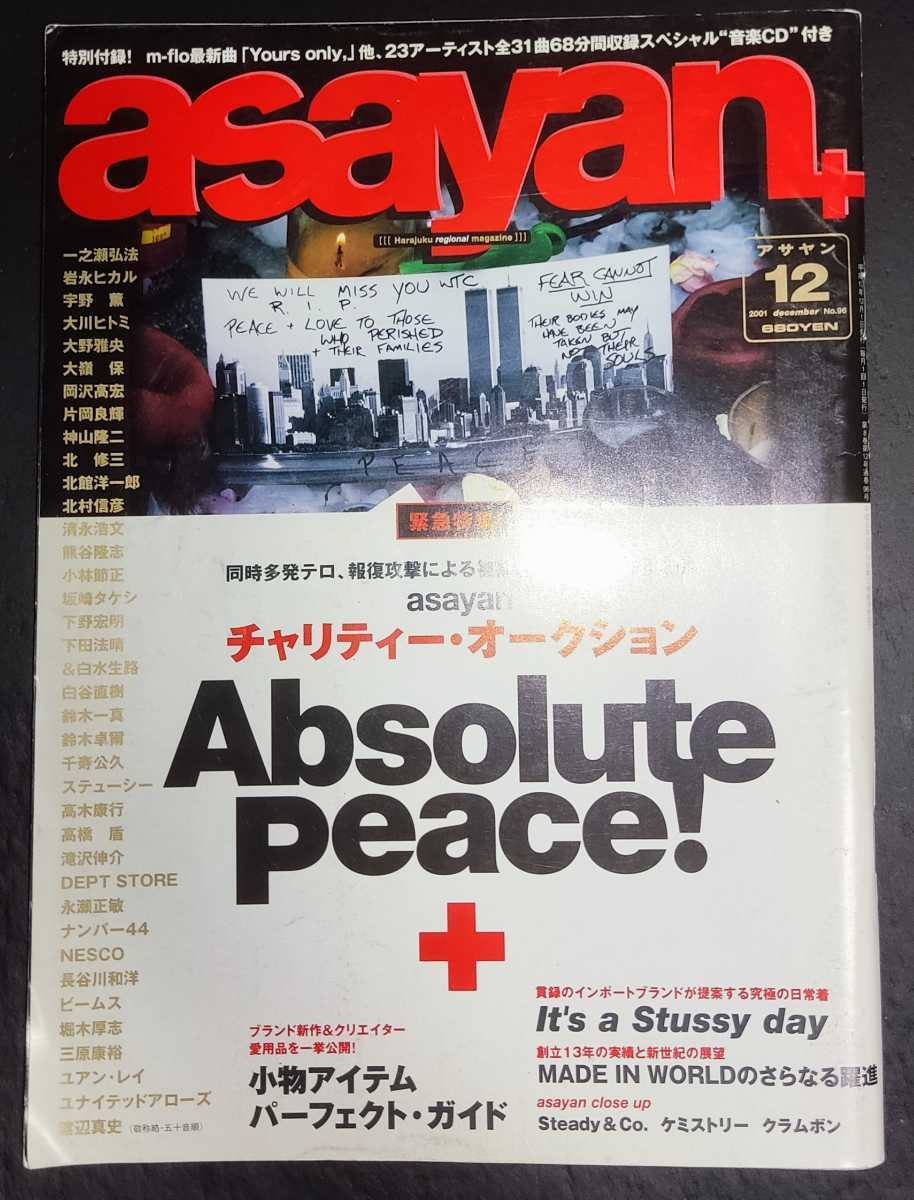 特別付録! m-flo最新曲「Yours only,」他、23アーティスト全31曲68分間収録スペシャル“音楽CD”付き
asayan+
[[[ Harajuku regional magazine ]]]
アサヤン
12
2001 december No.96
680YEN
WE WILL MISS YOU WTC
R. I. P.
PEACE + LOVE TO THOSE
WHO PERISHED
+ THEIR FAMILIES
FEAR CANNOT
WIN
THEIR BODIES MAY
HAVE BEEN
TAKEN BUT
NOT THEIR
SOULS
PEACE
一之瀬弘法
岩永ヒカル
宇野 薫
大川ヒトミ
大野雅央
大嶺 保
岡沢高宏
片岡良輝
神山隆二
北 修三
北館洋一郎
北村信彦
清永浩文
熊谷隆志
小林節正
坂崎タケシ
下野宏明
下田法晴
&白水生路
白谷直樹
鈴木一真
鈴木卓爾
千寿公久
ステューシー
高木康行
高橋 盾
滝沢伸介
DEPT STORE
永瀬正敏
ナンバー44
NESCO
長谷川和洋
ビームス
堀木厚志
三原康裕
ユアン・レイ
ユナイテッドアローズ
渡辺真史 (敬称略・五十音順)
緊急特集
同時多発テロ、報復攻撃による
asayan
チャリティー・オークション
Absolute
peace!
+
ブランド新作&クリエイター
愛用品を一挙公開!
小物アイテム
パーフェクト・ガイド
貫録のインポートブランドが提案する究極の日常着
It's a Stussy day
創立13年の実績と新世紀の展望
MADE IN WORLDのさらなる躍進
asayan close up
Steady&Co. ケミストリー クラムボン